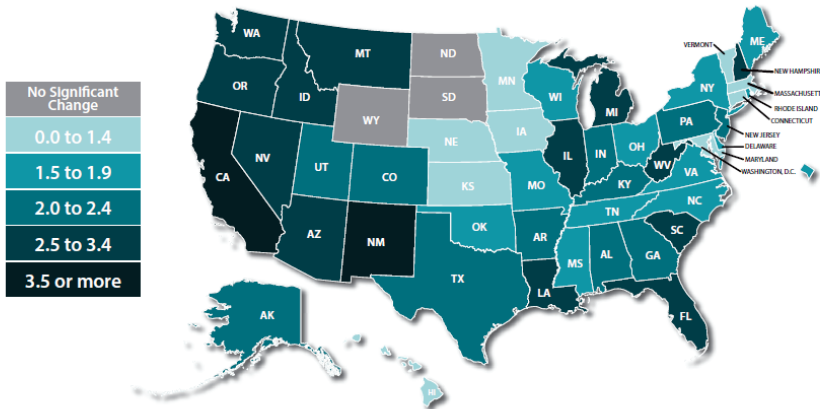 No Significant
Change
0.0 to 1.4
1.5 to 1.9
2.0 to 2.4
2.5 to 3.4
3.5 or more
WA
OR
CA
ID
NV
MT
WY
UT
AZ
CO
NM
ND
SD
NE
KS
OK
TX
MN
IA
MO
AR
LA
WI
IL
MS
MI
IN
KY
TN
AL
OH
WV
GA
FL
SC
NC
VA
PA
NY
ME
AK
HI
VERMONT
NEW HAMPSHIRE
MASSACHUSETT
RHODE ISLAND
CONNECTICUT
NEW JERSEY
DELAWARE
MARYLAND
WASHINGTON, D.C.